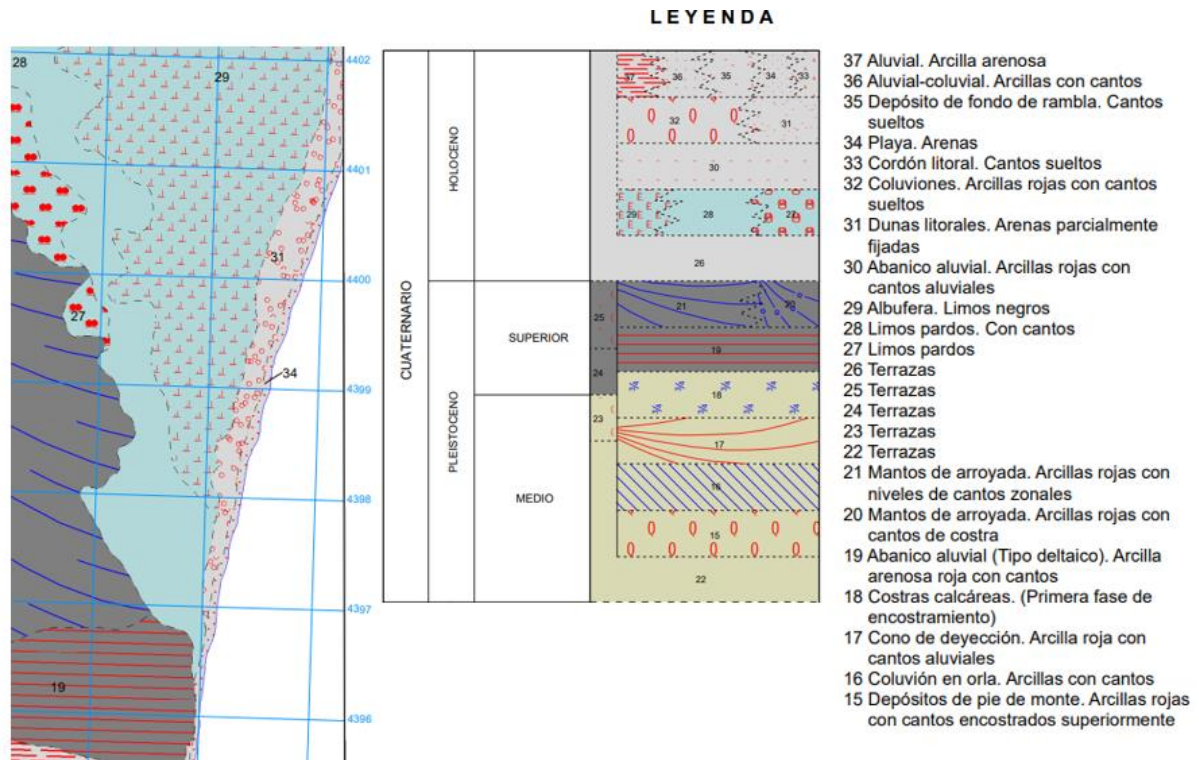 LEYENDA
28
29
4402
4401
31
4400
27
34
4399
4398
4397
19
4396
CUATERNARIO
HOLOCENO
PLEISTOCENO
SUPERIOR
MEDIO
37
36
35
34
33
32
31
30
29
28
27
26
25
21
20
19
24
18
23
17
16
15
22
37 Aluvial. Arcilla arenosa
36 Aluvial-coluvial. Arcillas con cantos
35 Depósito de fondo de rambla. Cantos
sueltos
34 Playa. Arenas
33 Cordón litoral. Cantos sueltos
32 Coluviones. Arcillas rojas con cantos
sueltos
31 Dunas litorales. Arenas parcialmente
fijadas
30 Abanico aluvial. Arcillas rojas con
cantos aluviales
29 Albufera. Limos negros
28 Limos pardos. Con cantos
27 Limos pardos
26 Terrazas
25 Terrazas
24 Terrazas
23 Terrazas
22 Terrazas
21 Mantos de arroyada. Arcillas rojas con
niveles de cantos zonales
20 Mantos de arroyada. Arcillas rojas con
cantos de costra
19 Abanico aluvial (Tipo deltaico). Arcilla
arenosa roja con cantos
18 Costras calcáreas. (Primera fase de
encostramiento)
17 Cono de deyección. Arcilla roja con
cantos aluviales
16 Coluvión en orla. Arcillas con cantos
15 Depósitos de pie de monte. Arcillas rojas
con cantos encostrados superiormente